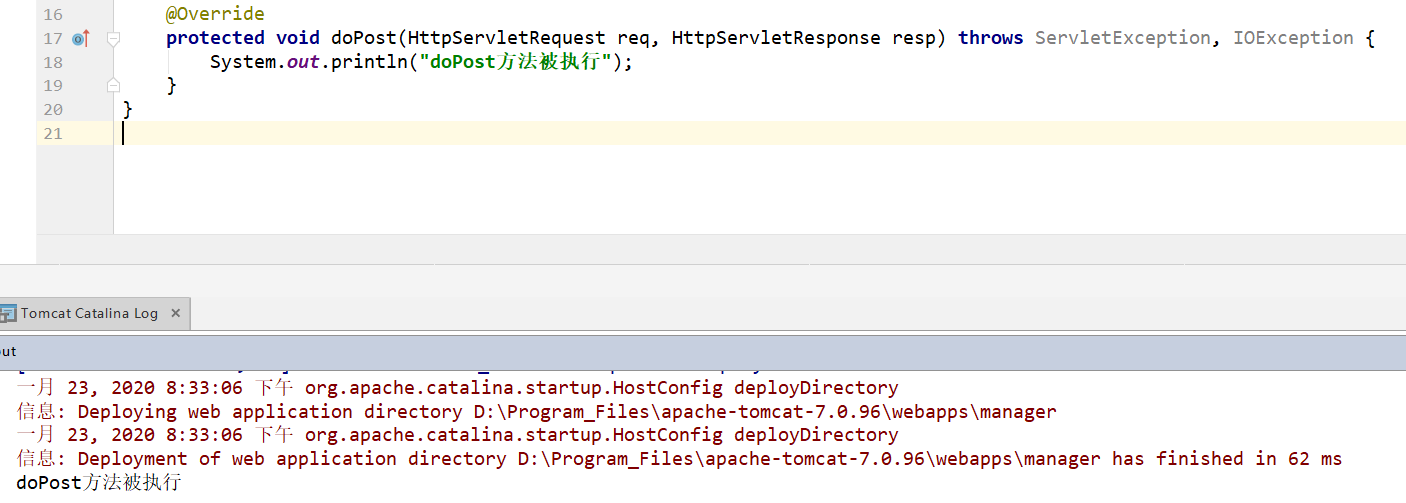 16 @Override
17 protected void doPost(HttpServletRequest req, HttpServletResponse resp) throws ServletException, IOException {
18 System.out.println("doPost方法被执行");
19 }
20 }
21
Tomcat Catalina Log ×
out
一月 23, 2020 8:33:06 下午 org.apache.catalina.startup.HostConfig deployDirectory
信息: Deploying web application directory D:\Program_Files\apache-tomcat-7.0.96\webapps\manager
一月 23, 2020 8:33:06 下午 org.apache.catalina.startup.HostConfig deployDirectory
信息: Deployment of web application directory D:\Program_Files\apache-tomcat-7.0.96\webapps\manager has finished in 62 ms
doPost方法被执行